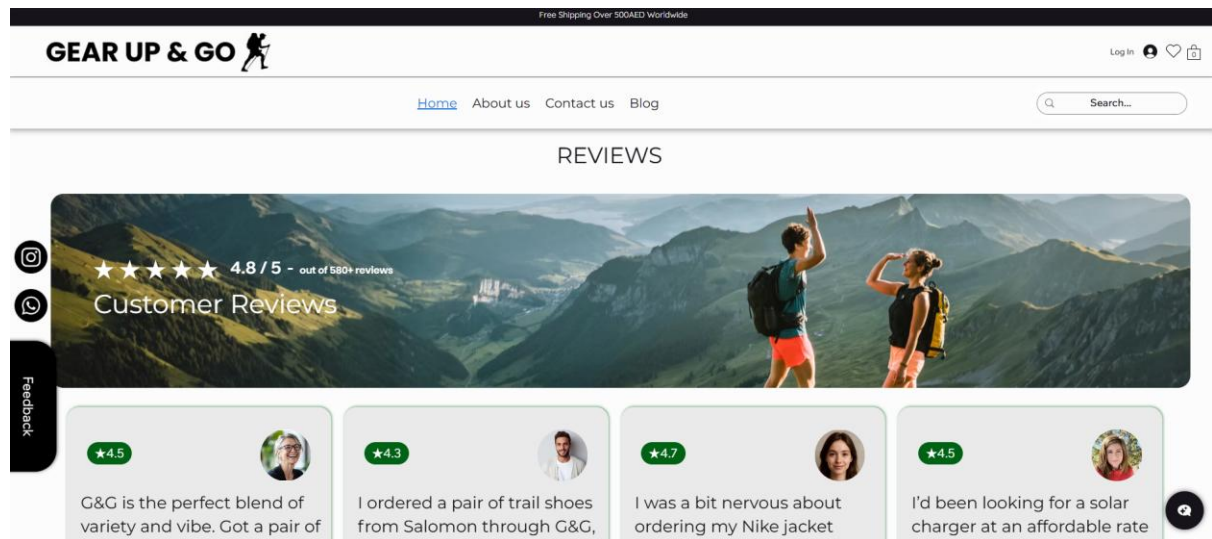 Free Shipping Over 500AED Worldwide
GEAR UP & GO
Log In
0
Home About us Contact us Blog
Search...
REVIEWS
★★★★★ 4.8 / 5 - out of 580+ reviews
Customer Reviews
Feedback
★4.5
G&G is the perfect blend of
variety and vibe. Got a pair of
★4.3
I ordered a pair of trail shoes
from Salomon through G&G,
★4.7
I was a bit nervous about
ordering my Nike jacket
★4.5
I'd been looking for a solar
charger at an affordable rate